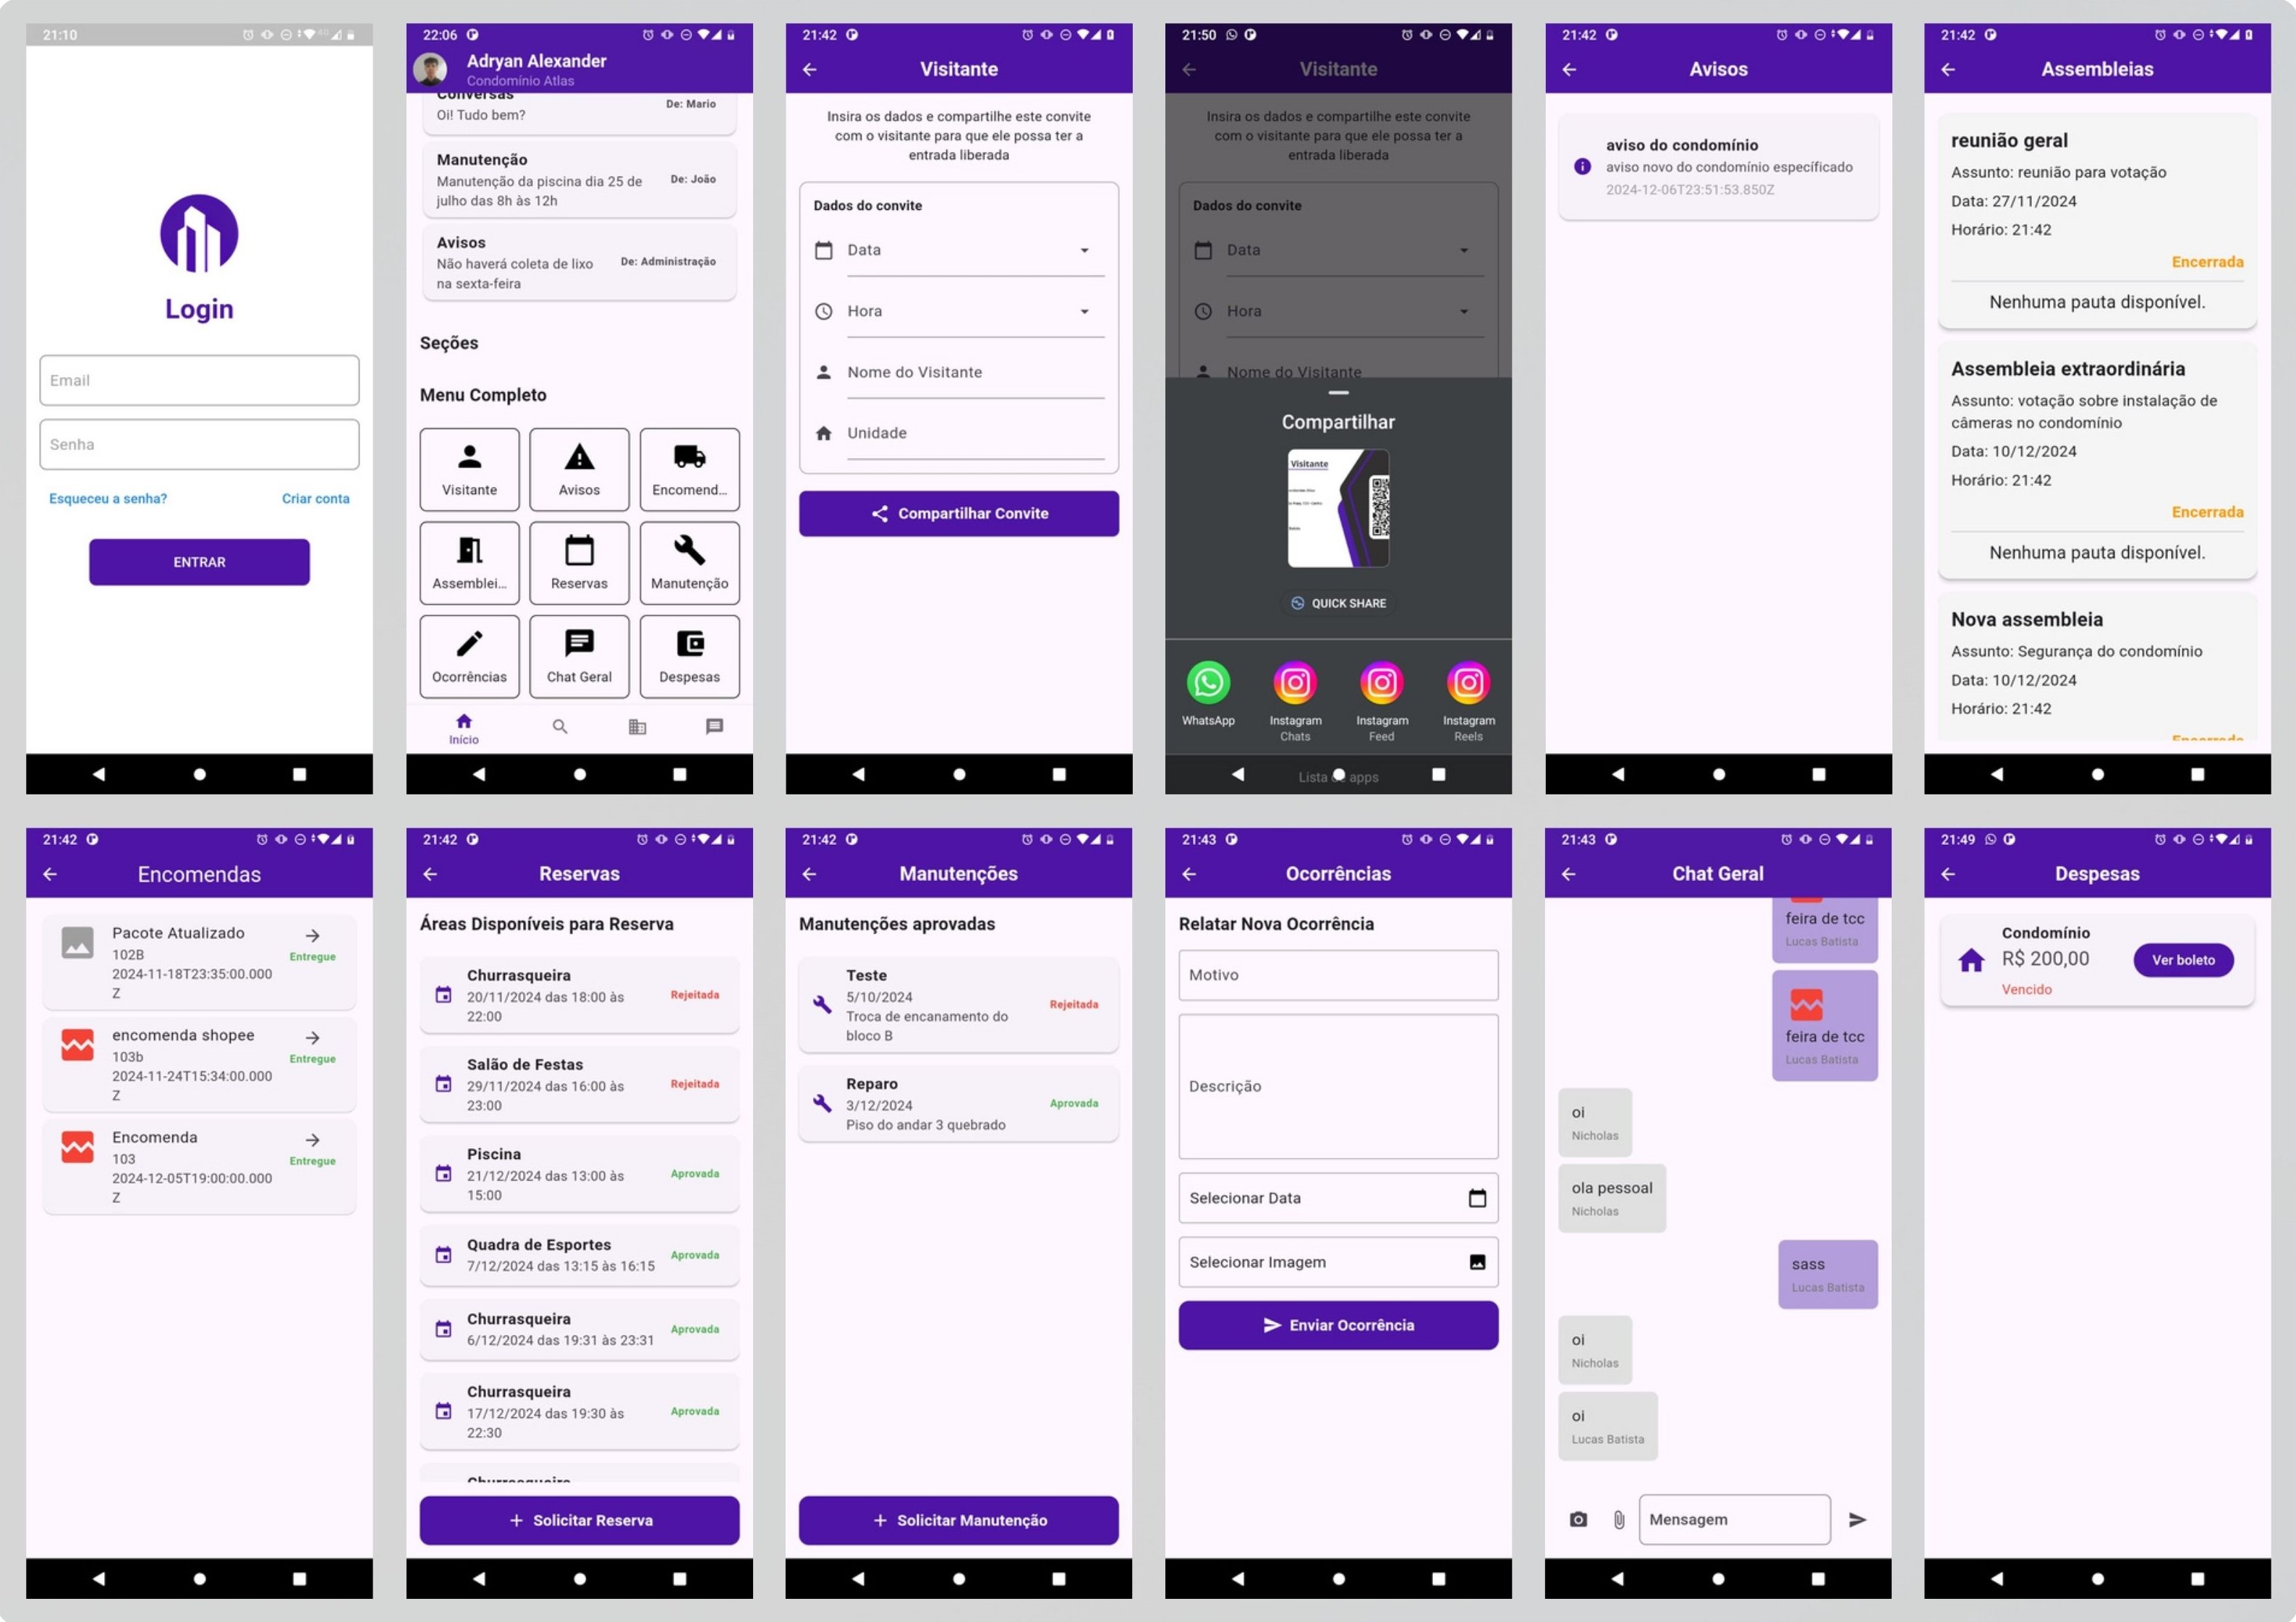 21:10
Login
Email
Senha
Esqueceu a senha?
Criar conta
ENTRAR
22:06
Adryan Alexander
Condomínio Atlas
Conversas
Oi! Tudo bem?
De: Mario
Manutenção
Manutenção da piscina dia 25 de
julho das 8h às 12h
De: João
Avisos
Não haverá coleta de lixo
na sexta-feira
De: Administração
Seções
Menu Completo
Visitante
Avisos
Encomend...
Assemblei...
Reservas
Manutenção
Ocorrências
Chat Geral
Despesas
Início
21:42
Visitante
Insira os dados e compartilhe este convite
com o visitante para que ele possa ter a
entrada liberada
Dados do convite
Data
Hora
Nome do Visitante
Unidade
Compartilhar Convite
21:50
Visitante
Insira os dados e compartilhe este convite
com o visitante para que ele possa ter a
entrada liberada
Dados do convite
Data
Hora
Nome do Visitante
Compartilhar
Visitante
QUICK SHARE
WhatsApp
Instagram
Chats
Instagram
Feed
Instagram
Reels
Lista de apps
21:42
Avisos
aviso do condomínio
aviso novo do condomínio específicado
2024-12-06T23:51:53.850Z
21:42
Assembleias
reunião geral
Assunto: reunião para votação
Data: 27/11/2024
Horário: 21:42
Encerrada
Nenhuma pauta disponível.
Assembleia extraordinária
Assunto: votação sobre instalação de
câmeras no condomínio
Data: 10/12/2024
Horário: 21:42
Encerrada
Nenhuma pauta disponível.
Nova assembleia
Assunto: Segurança do condomínio
Data: 10/12/2024
Horário: 21:42
Encerrada
21:42
Encomendas
Pacote Atualizado
102B
2024-11-18T23:35:00.000
Z
Entregue
encomenda shopee
103b
2024-11-24T15:34:00.000
Z
Entregue
Encomenda
103
2024-12-05T19:00:00.000
Z
Entregue
21:42
Reservas
Áreas Disponíveis para Reserva
Churrasqueira
20/11/2024 das 18:00 às
22:00
Rejeitada
Salão de Festas
29/11/2024 das 16:00 às
23:00
Rejeitada
Piscina
21/12/2024 das 13:00 às
15:00
Aprovada
Quadra de Esportes
7/12/2024 das 13:15 às 16:15
Aprovada
Churrasqueira
6/12/2024 das 19:31 às 23:31
Aprovada
Churrasqueira
17/12/2024 das 19:30 às
22:30
Aprovada
Churrasqueira
+ Solicitar Reserva
21:42
Manutenções
Manutenções aprovadas
Teste
5/10/2024
Troca de encanamento do
bloco B
Rejeitada
Reparo
3/12/2024
Piso do andar 3 quebrado
Aprovada
+ Solicitar Manutenção
21:43
Ocorrências
Relatar Nova Ocorrência
Motivo
Descrição
Selecionar Data
Selecionar Imagem
Enviar Ocorrência
21:43
Chat Geral
feira de tcc
Lucas Batista
feira de tcc
Lucas Batista
oi
Nicholas
ola pessoal
Nicholas
sass
Lucas Batista
oi
Nicholas
oi
Lucas Batista
Mensagem
21:49
Despesas
Condomínio
R$ 200,00
Vencido
Ver boleto